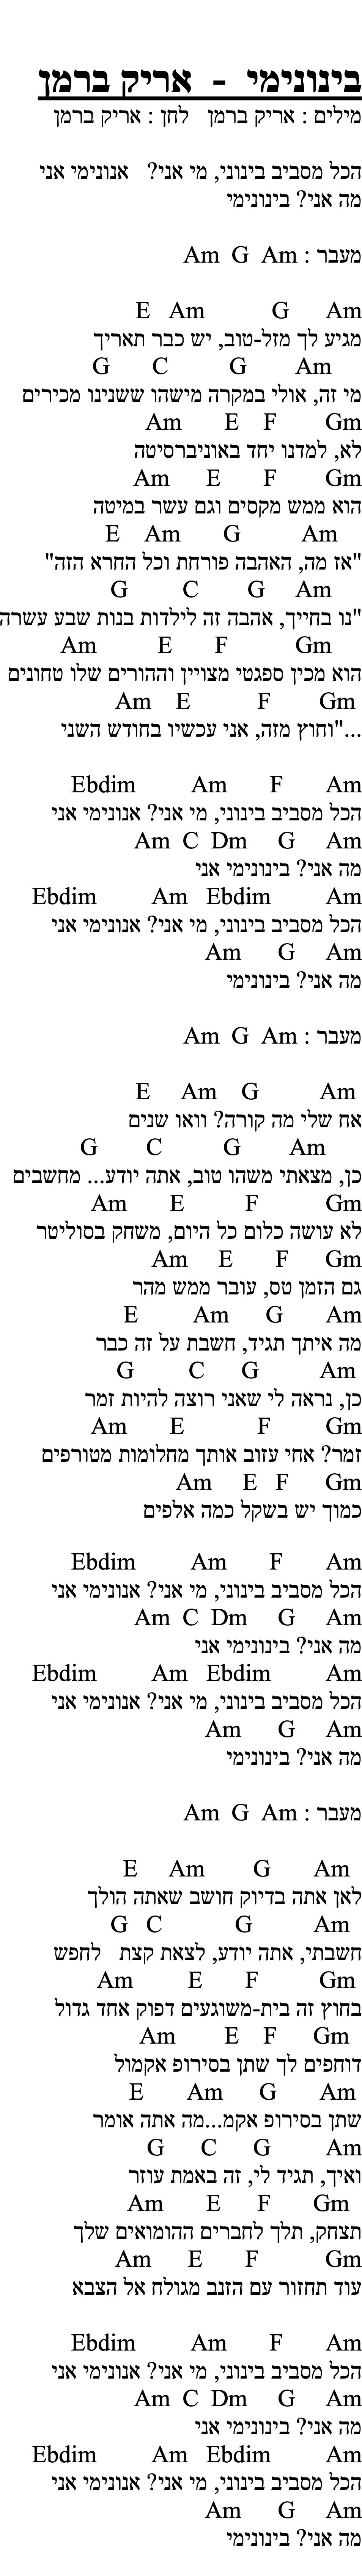 בינונימי - אריק ברמן
מילים : אריק ברמן לחן : אריק ברמן
הכל מסביב בינוני, מי אני? אנונימי אני
מה אני? בינונימי
מעבר : Am G Am
E Am G Am
מגיע לך מזל-טוב, יש כבר תאריך
G C G Am
מי זה, אולי במקרה מישהו ששנינו מכירים
Am E F Gm
לא, למדנו יחד באוניברסיטה
Am E F Gm
הוא ממש מקסים וגם עשר במיטה
E Am G Am
"אז מה, האהבה פורחת וכל החרא הזה"
G C G Am
"נו בחייך, אהבה זה לילדות בנות שבע עשרה
Am E F Gm
הוא מכין ספגטי מצויין וההורים שלו טחונים
Am E F Gm
..."וחוץ מזה, אני עכשיו בחודש השני
Ebdim Am F Am
הכל מסביב בינוני, מי אני? אנונימי אני
Am C Dm G Am
מה אני? בינונימי אני
Ebdim Am Ebdim Am
הכל מסביב בינוני, מי אני? אנונימי אני
Am G Am
מה אני? בינונימי
מעבר : Am G Am
E Am G Am
אח שלי מה קורה? וואו שנים
G C G Am
כן, מצאתי משהו טוב, אתה יודע... מחשבים
Am E F Gm
לא עושה כלום כל היום, משחק בסוליטר
Am E F Gm
גם הזמן טס, עובר ממש מהר
E Am G Am
מה איתך תגיד, חשבת על זה כבר
G C G Am
כן, נראה לי שאני רוצה להיות זמר
Am E F Gm
זמר? אחי עזוב אותך מחלומות מטורפים
Am E F Gm
כמוך יש בשקל כמה אלפים
Ebdim Am F Am
הכל מסביב בינוני, מי אני? אנונימי אני
Am C Dm G Am
מה אני? בינונימי אני
Ebdim Am Ebdim Am
הכל מסביב בינוני, מי אני? אנונימי אני
Am G Am
מה אני? בינונימי
מעבר : Am G Am
E Am G Am
לאן אתה בדיוק חושב שאתה הולך
G C G Am
חשבתי, אתה יודע, לצאת קצת לחפש
Am E F Gm
בחוץ זה בית-משוגעים דפוק אחד גדול
Am E F Gm
דוחפים לך שתן בסירופ אקמול
E Am G Am
שתן בסירופ אקמ...מה אתה אומר
G C G Am
ואיך, תגיד לי, זה באמת עוזר
Am E F Gm
תצחק, תלך לחברים ההומואים שלך
Am E F Gm
עוד תחזור עם הזנב מגולח אל הצבא
Ebdim Am F Am
הכל מסביב בינוני, מי אני? אנונימי אני
Am C Dm G Am
מה אני? בינונימי אני
Ebdim Am Ebdim Am
הכל מסביב בינוני, מי אני? אנונימי אני
Am G Am
מה אני? בינונימי